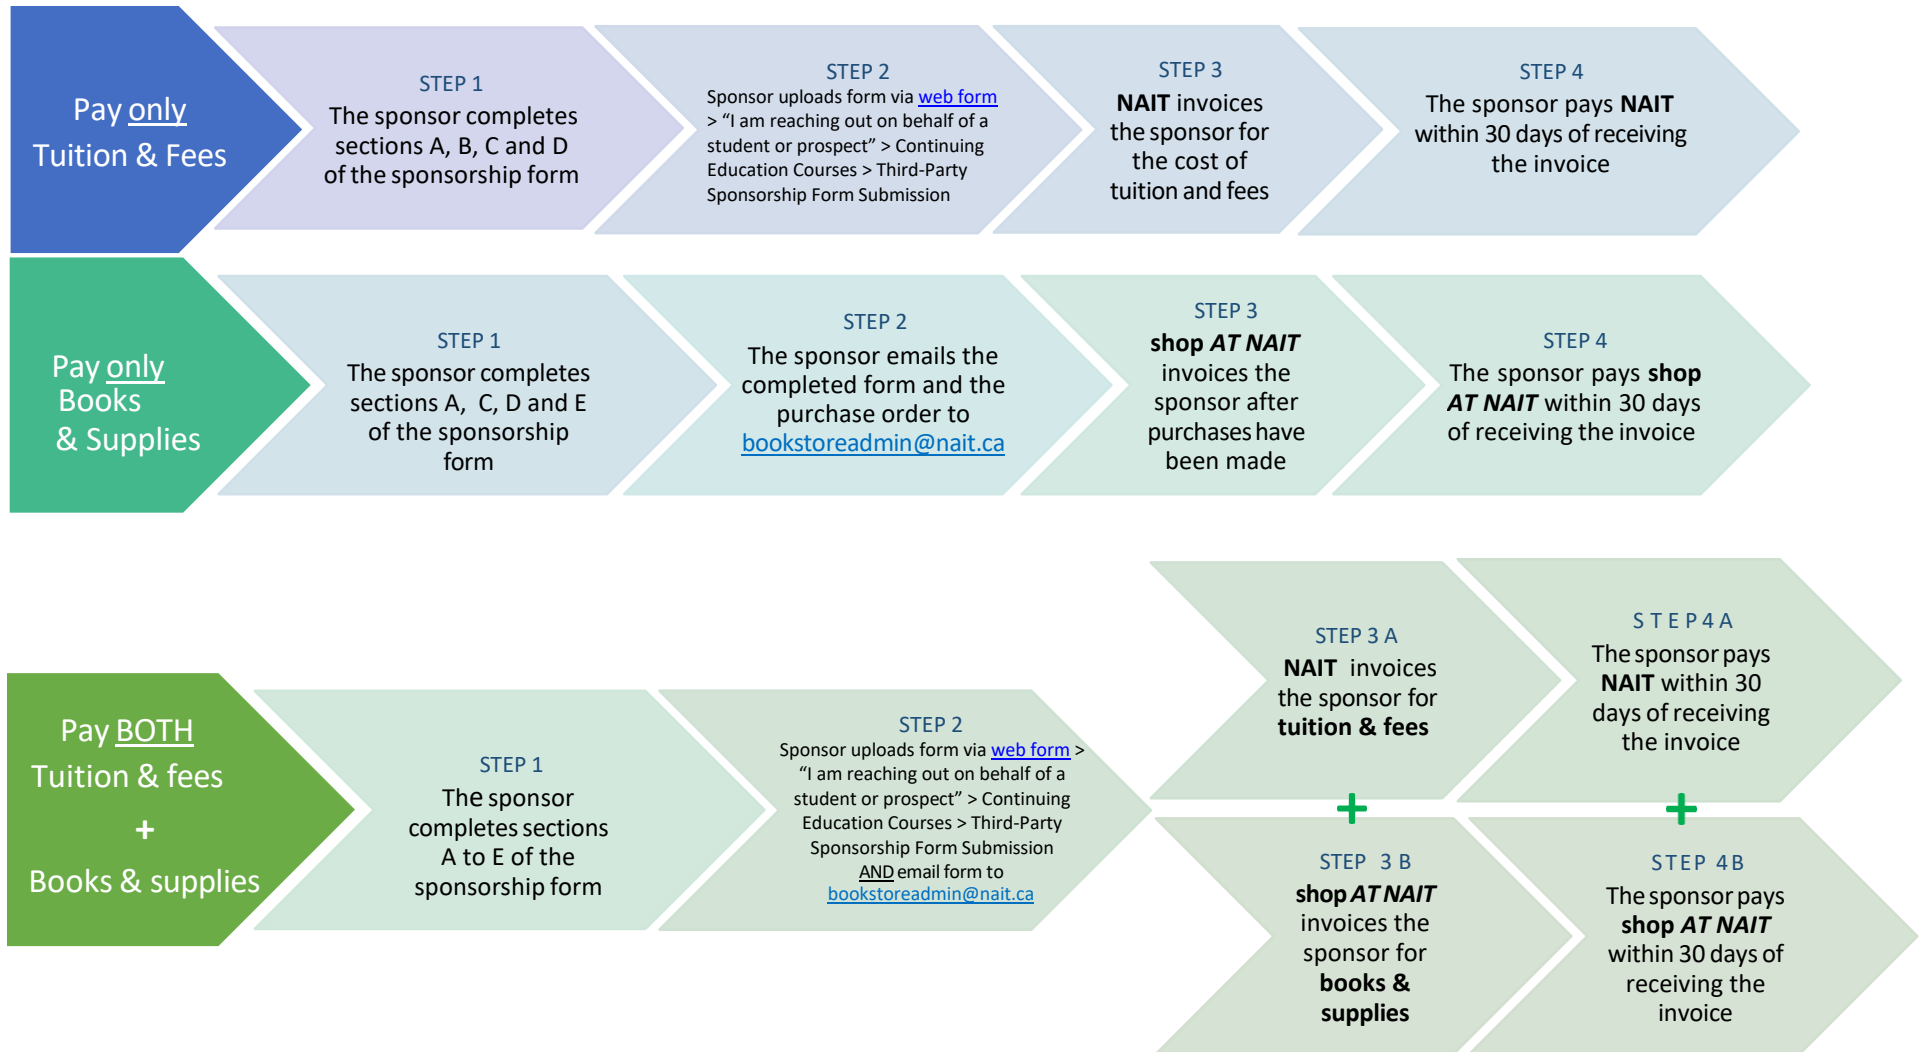 Pay only
Tuition & Fees
STEP 1
The sponsor completes
sections A, B, C and D
of the sponsorship form
STEP 2
Sponsor uploads form via web form
> “I am reaching out on behalf of a
student or prospect” > Continuing
Education Courses > Third-Party
Sponsorship Form Submission
STEP 3
NAIT invoices
the sponsor for
the cost of
tuition and fees
STEP 4
The sponsor pays NAIT
within 30 days of receiving
the invoice
Pay only
Books
& Supplies
STEP 1
The sponsor completes
sections A, C, D and E
of the sponsorship
form
STEP 2
The sponsor emails the
completed form and the
purchase order to
bookstoreadmin@nait.ca
STEP 3
shop AT NAIT
invoices the
sponsor after
purchases have
been made
STEP 4
The sponsor pays shop
AT NAIT within 30 days
of receiving the invoice
Pay BOTH
Tuition & fees
+
Books & supplies
STEP 1
The sponsor
completes sections
A to E of the
sponsorship form
STEP 2
Sponsor uploads form via web form >
“I am reaching out on behalf of a
student or prospect” > Continuing
Education Courses > Third-Party
Sponsorship Form Submission
AND email form to
bookstoreadmin@nait.ca
STEP 3 A
NAIT invoices
the sponsor for
tuition & fees
STEP 4 A
The sponsor pays
NAIT within 30
days of receiving
the invoice
+
+
STEP 3 B
shop AT NAIT
invoices the
sponsor for
books &
supplies
STEP 4 B
The sponsor pays
shop AT NAIT
within 30 days of
receiving the
invoice